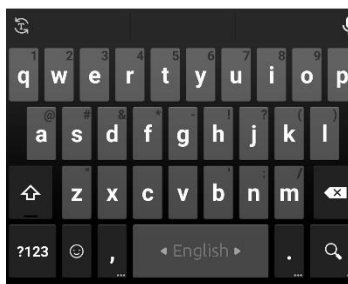 1 2 3 4 5 6 7 8 9
q w e r t y u i o p
@ # & * - ! ? ( )
a s d f g h j k l
" ' : /
z x c v b n m
?123 , English .